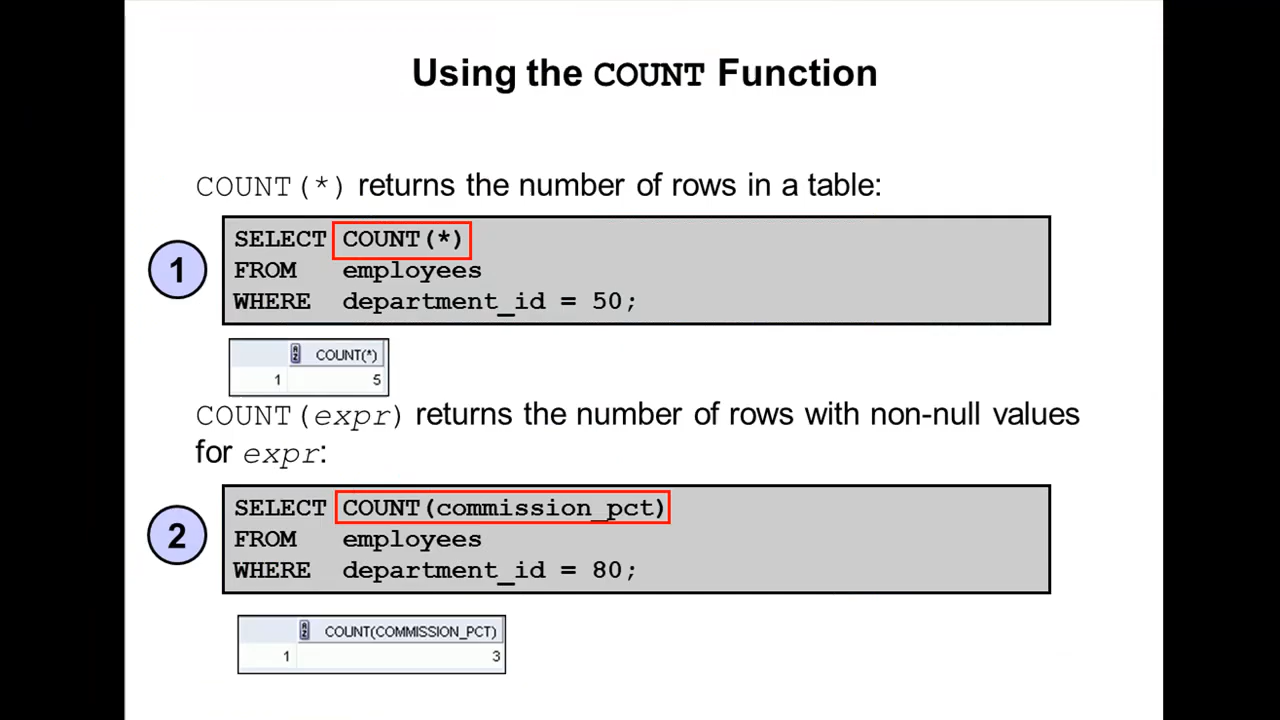 Using the COUNT Function
COUNT(*) returns the number of rows in a table:
1
SELECT COUNT(*)
FROM employees
WHERE department_id = 50;
A Z COUNT(*)
1 5
COUNT(expr) returns the number of rows with non-null values
for expr:
2
SELECT COUNT(commission_pct)
FROM employees
WHERE department_id = 80;
A Z COUNT(COMMISSION_PCT)
1 3